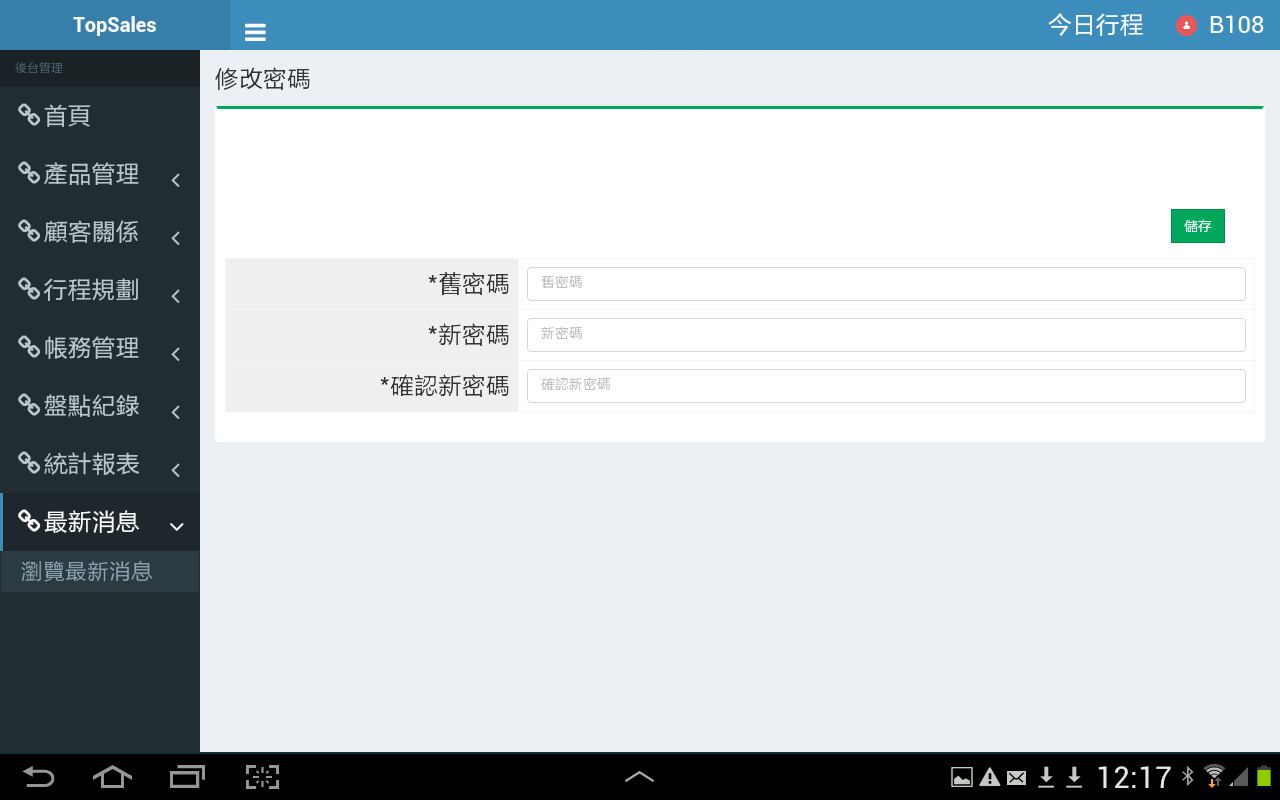 TopSales
今日行程
B108
後台管理
首頁
產品管理
顧客關係
行程規劃
帳務管理
盤點紀錄
統計報表
最新消息
瀏覽最新消息
修改密碼
儲存
*舊密碼
舊密碼
*新密碼
新密碼
*確認新密碼
確認新密碼
12:17